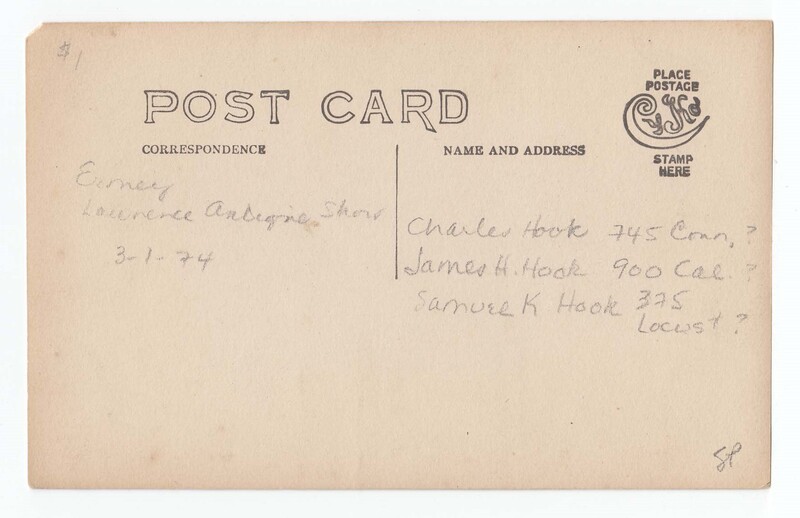 $1
POST CARD
CORRESPONDENCE
NAME AND ADDRESS
PLACE
POSTAGE
CyKo
STAMP
HERE
Lawrence Antique Show
3-1-74
Charles Hook 745 Conn. ?
James H. Hook 900 Cal. ?
Samuel K Hook 375
Locust ?